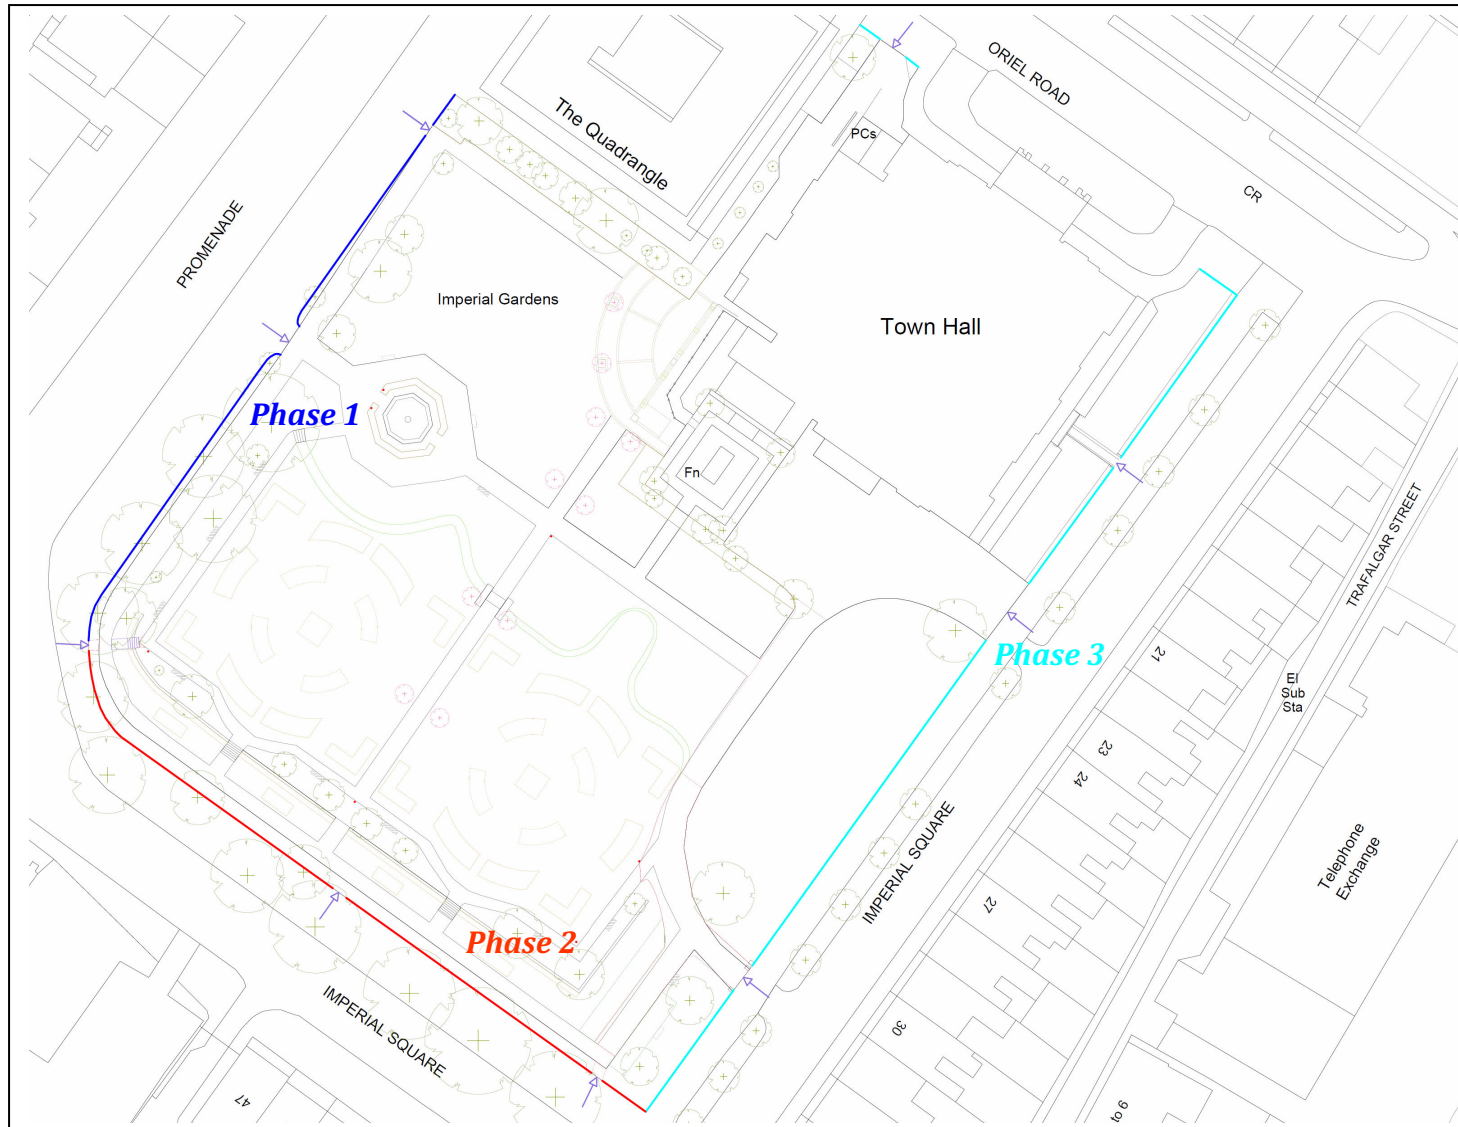 ORIEL ROAD
The Quadrangle
PCs
CR
PROMENADE
Imperial Gardens
Town Hall
Phase 1
Fn
TRAFALGAR STREET
Phase 3
21
El
Sub
Sta
23
24
IMPERIAL SQUARE
Telephone
Exchange
27
Phase 2
30
IMPERIAL SQUARE
47
to 9